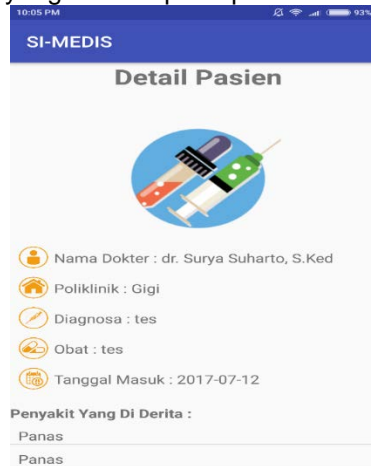 10:05 PM 93%
SI-MEDIS
Detail Pasien
Nama Dokter : dr. Surya Suharto, S.Ked
Poliklinik : Gigi
Diagnosa : tes
Obat : tes
Tanggal Masuk : 2017-07-12
Penyakit Yang Di Derita :
Panas
Panas